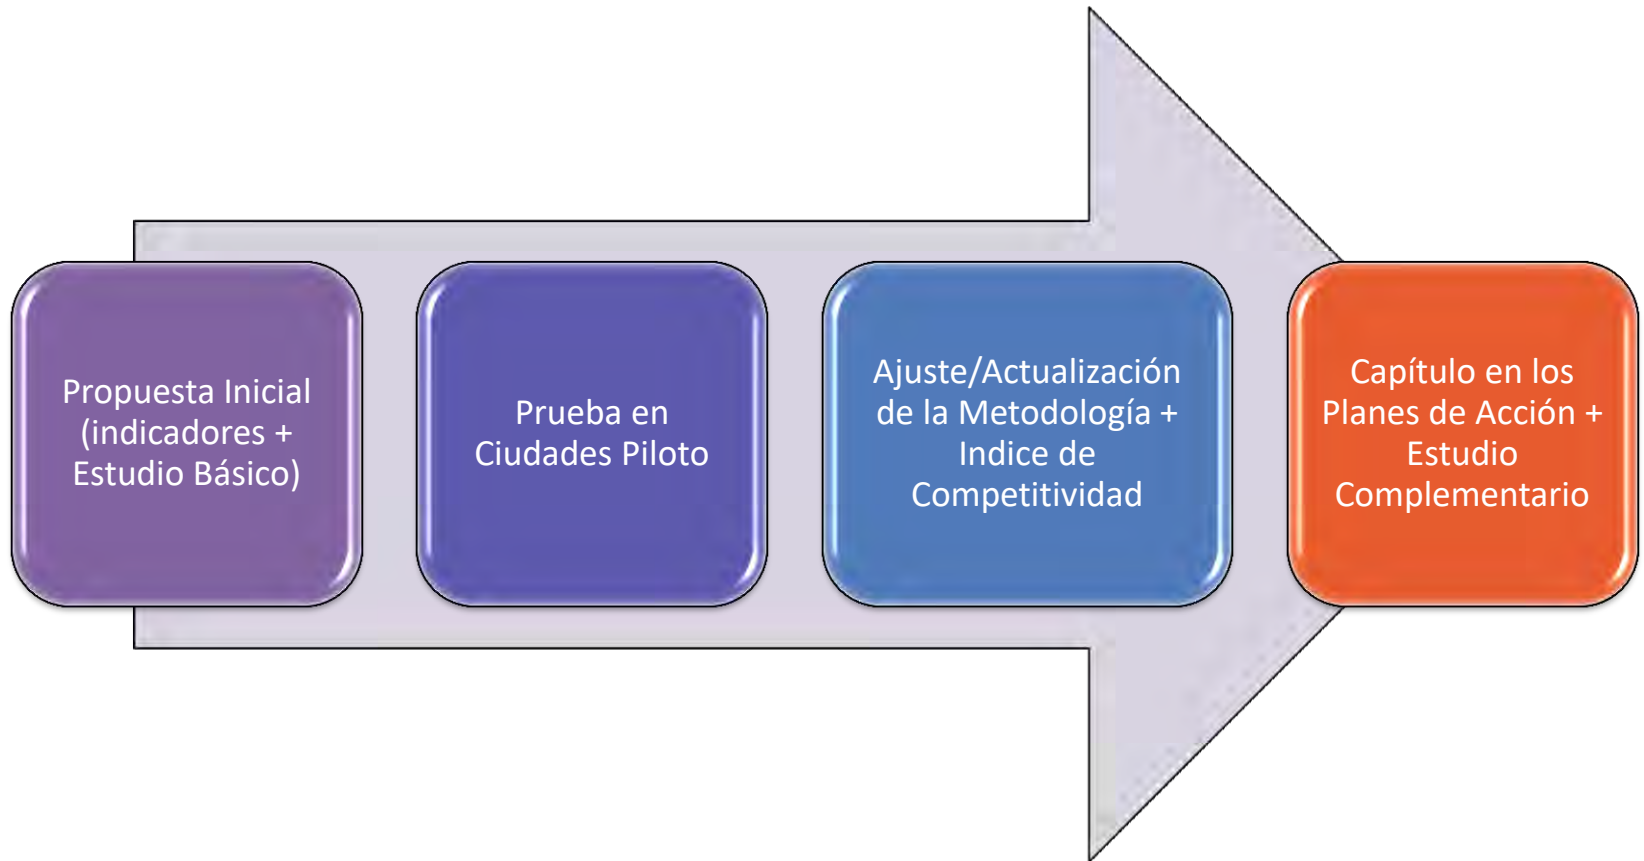 Propuesta Inicial
(indicadores +
Estudio Básico)
Prueba en
Ciudades Piloto
Ajuste/Actualización
de la Metodología +
Indice de
Competitividad
Capítulo en los
Planes de Acción +
Estudio
Complementario